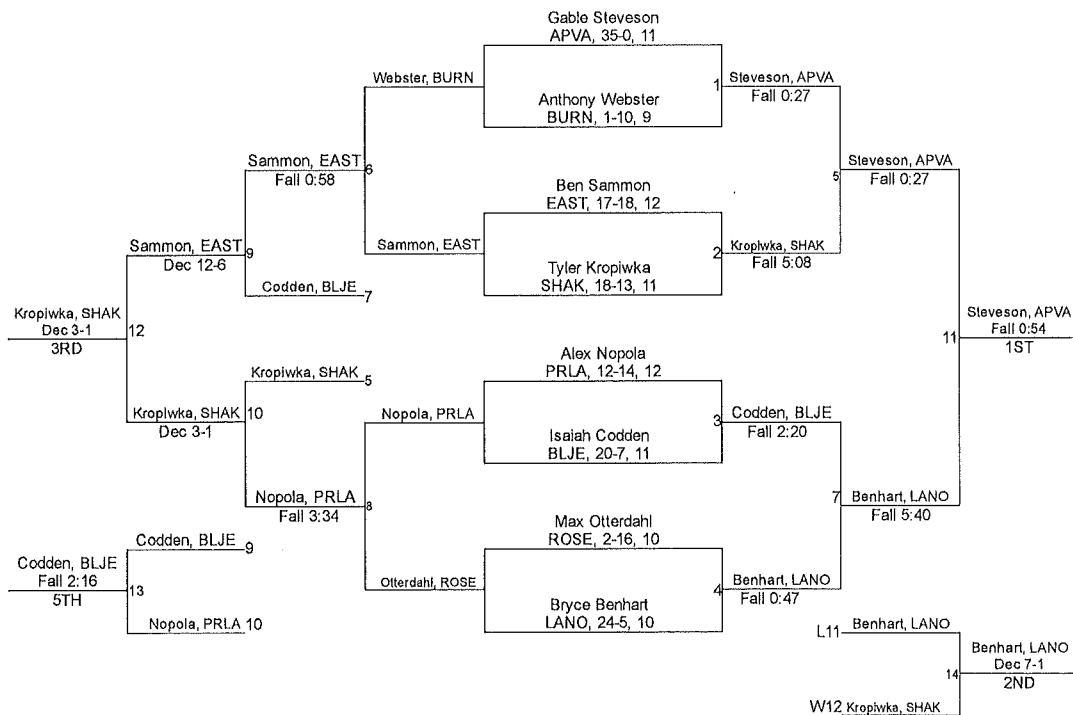 Gable Steveson
APVA, 35-0, 11
Webster, BURN
1
Steveson, APVA
Fall 0:27
Anthony Webster
BURN, 1-10, 9
Sammon, EAST
Fall 0:58
6
Steveson, APVA
Fall 0:27
5
Ben Sammon
EAST, 17-18, 12
Sammon, EAST
Dec 12-6
9
Sammon, EAST
2
Kropiwka, SHAK
Fall 5:08
Tyler Kropiwka
SHAK, 18-13, 11
Codden, BLJE
7
Kropiwka, SHAK
Dec 3-1
3RD
12
Steveson, APVA
Fall 0:54
1ST
11
Alex Nopola
PRLA, 12-14, 12
Kropiwka, SHAK
5
Kropiwka, SHAK
Dec 3-1
10
Nopola, PRLA
3
Codden, BLJE
Fall 2:20
Isaiah Codden
BLJE, 20-7, 11
Nopola, PRLA
Fall 3:34
8
7
Benhart, LANO
Fall 5:40
Max Otterdahl
ROSE, 2-16, 10
Codden, BLJE
9
Codden, BLJE
Fall 2:16
5TH
13
Otterdahl, ROSE
4
Benhart, LANO
Fall 0:47
Bryce Benhart
LANO, 24-5, 10
Nopola, PRLA
10
L11
Benhart, LANO
14
Benhart, LANO
Dec 7-1
2ND
W12
Kropiwka, SHAK